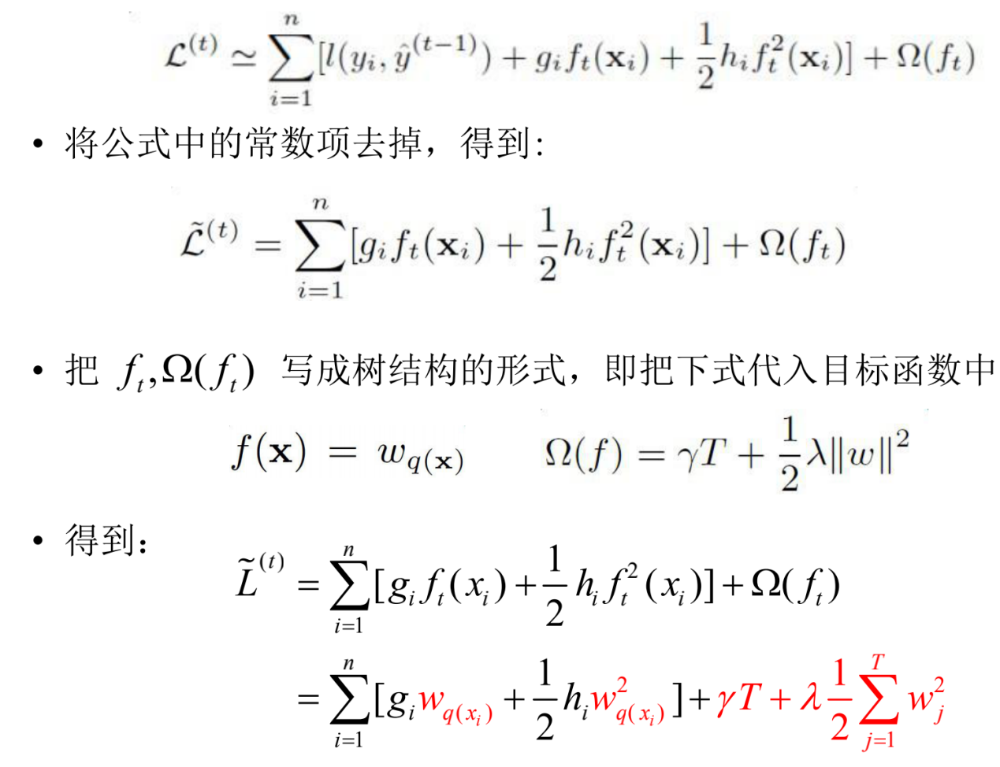 $\mathcal{L}^{(t)} \simeq \sum_{i=1}^{n} [l(y_i, \hat{y}^{(t-1)}) + g_i f_t(\mathbf{x}_i) + \frac{1}{2} h_i f_t^2(\mathbf{x}_i)] + \Omega(f_t)$
• 将公式中的常数项去掉，得到:
$\tilde{\mathcal{L}}^{(t)} = \sum_{i=1}^{n} [g_i f_t(\mathbf{x}_i) + \frac{1}{2} h_i f_t^2(\mathbf{x}_i)] + \Omega(f_t)$
• 把 $f_t, \Omega(f_t)$ 写成树结构的形式，即把下式代入目标函数中
$f(\mathbf{x}) = w_{q(\mathbf{x})}$ $\Omega(f) = \gamma T + \frac{1}{2} \lambda \|w\|^2$
• 得到：
$\tilde{L}^{(t)} = \sum_{i=1}^{n} [g_i f_t(x_i) + \frac{1}{2} h_i f_t^2(x_i)] + \Omega(f_t)$
$= \sum_{i=1}^{n} [g_i w_{q(x_i)} + \frac{1}{2} h_i w_{q(x_i)}^2] + \gamma T + \lambda \frac{1}{2} \sum_{j=1}^{T} w_j^2$